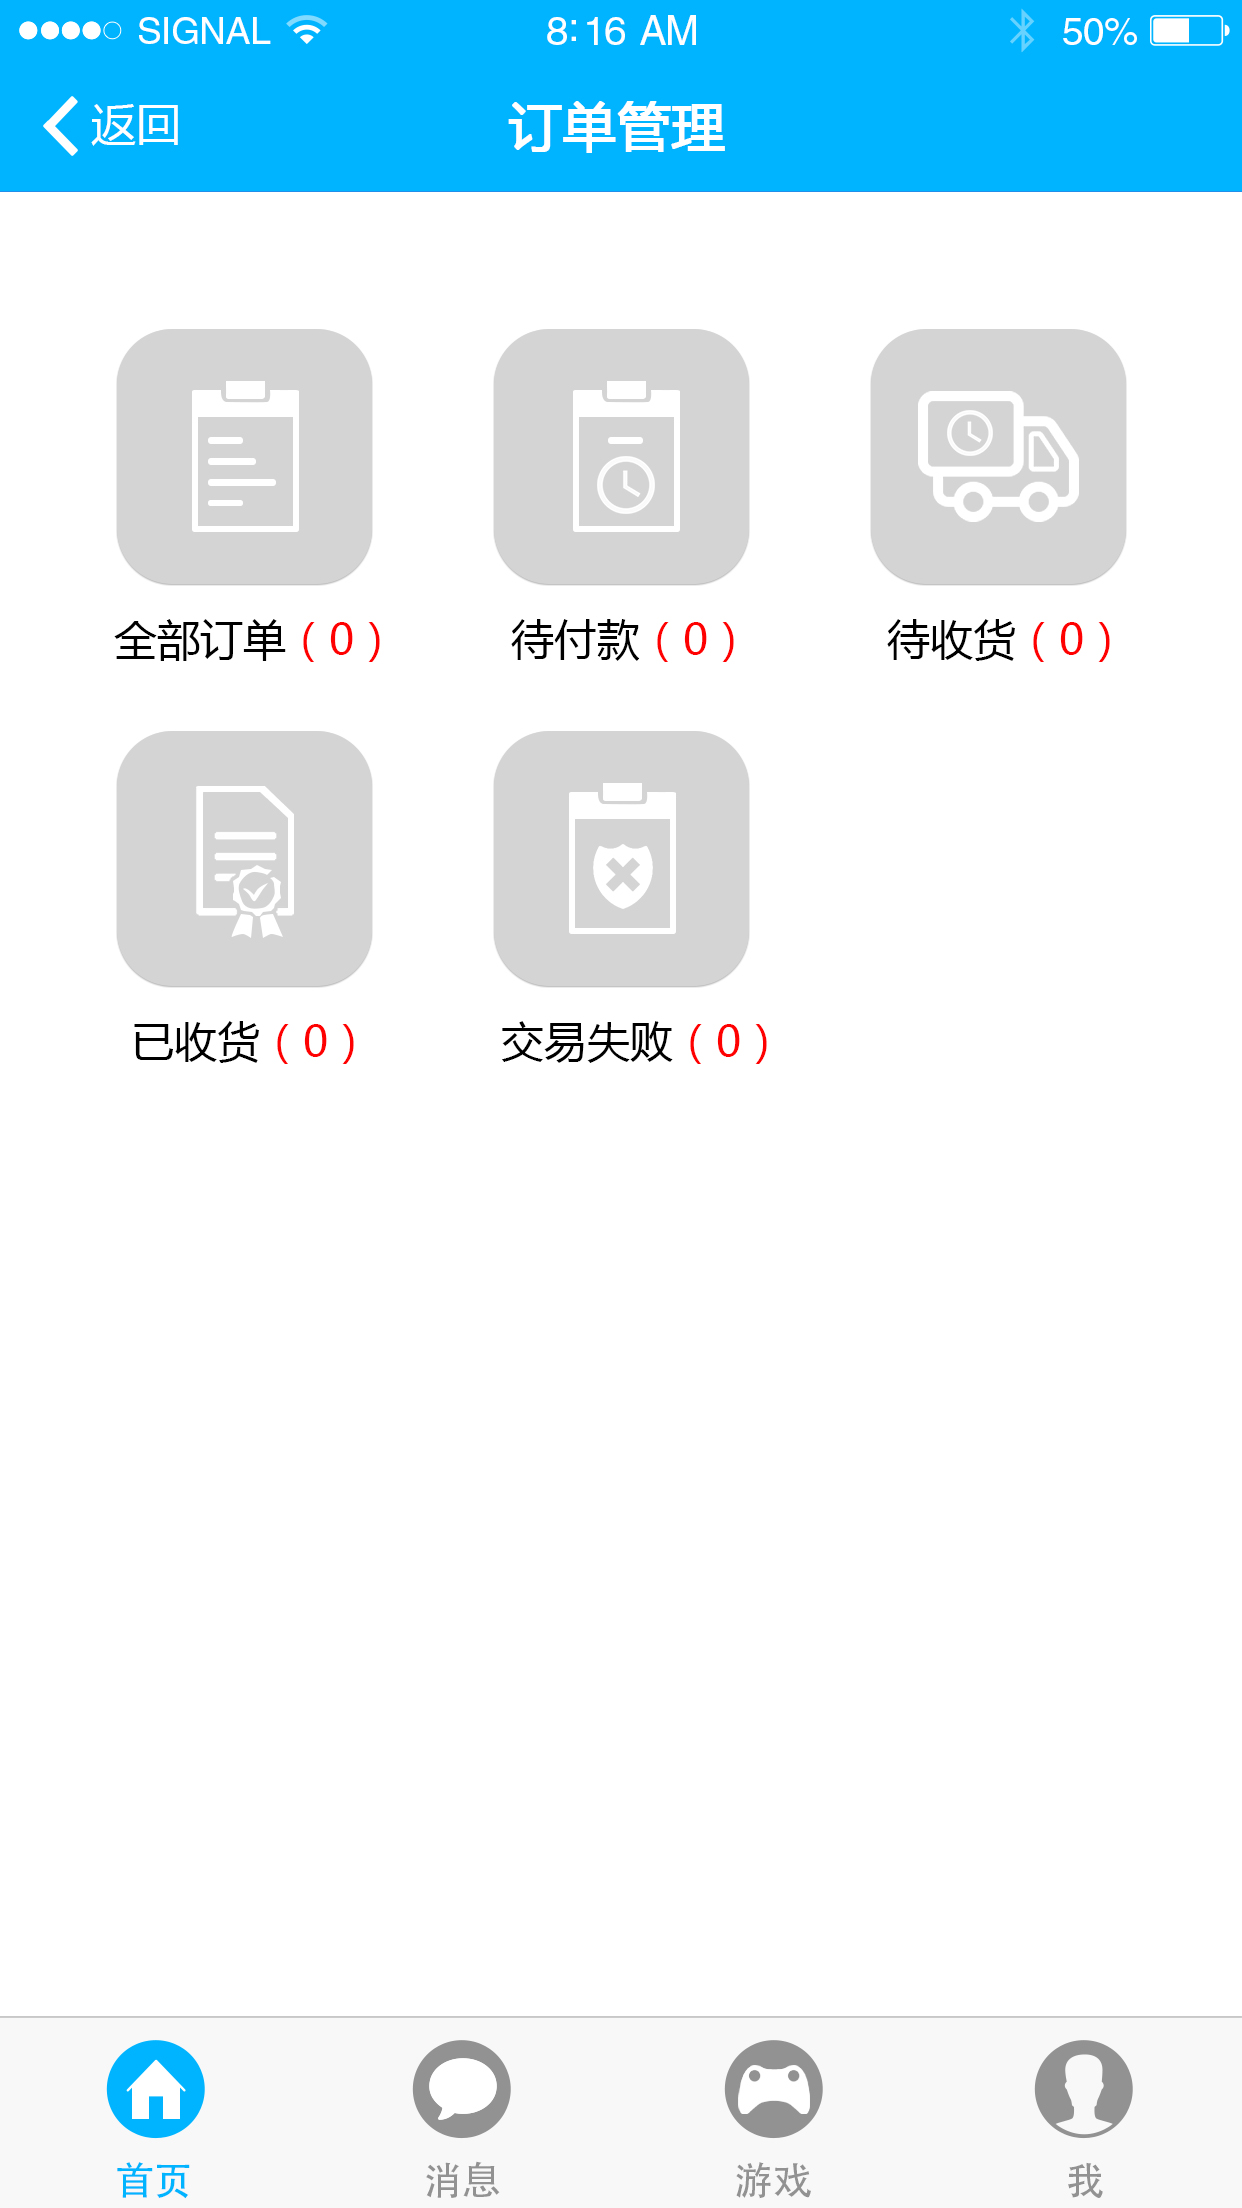 SIGNAL 8:16 AM 50%
返回 订单管理
全部订单（0） 待付款（0） 待收货（0）
已收货（0） 交易失败（0）
首页 消息 游戏 我